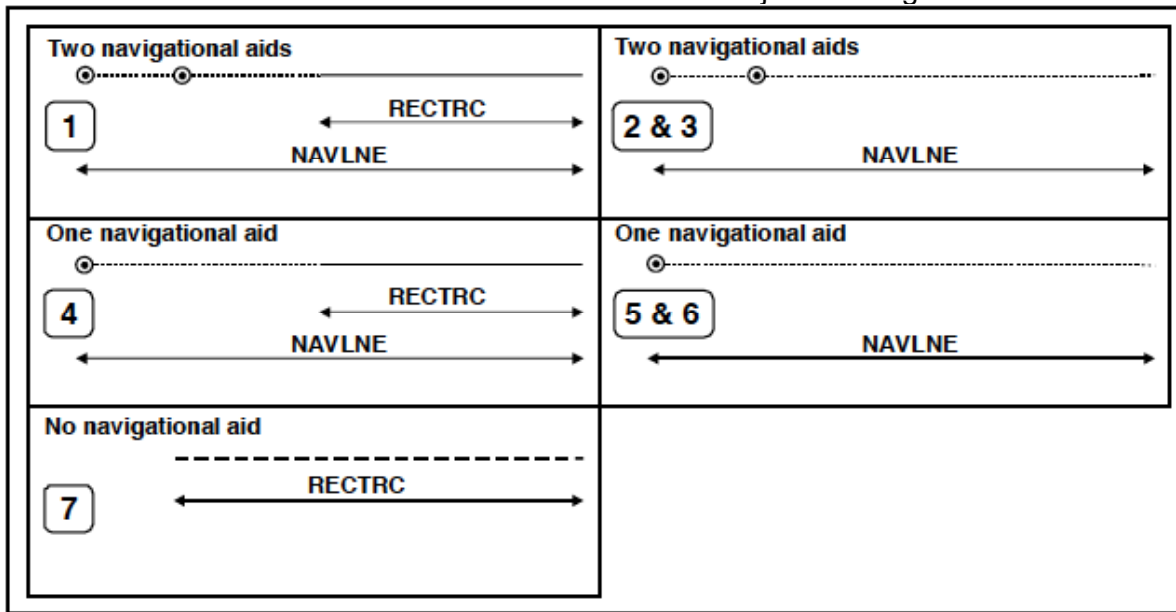 Two navigational aids
1
RECTRC
NAVLNE
Two navigational aids
2 & 3
NAVLNE
One navigational aid
4
RECTRC
NAVLNE
One navigational aid
5 & 6
NAVLNE
No navigational aid
7
RECTRC